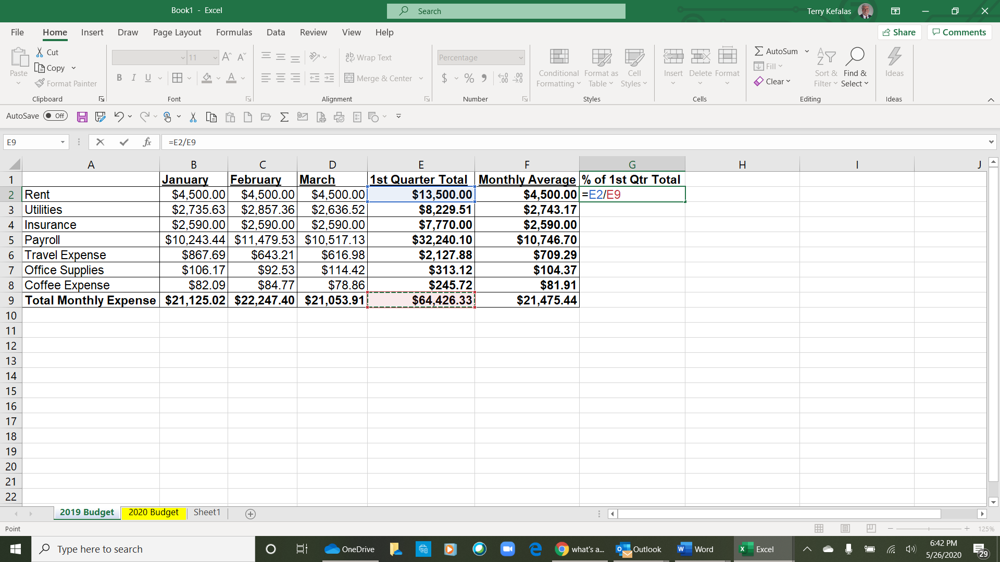 Book1 - Excel
Search
Terry Kefalas
File Home Insert Draw Page Layout Formulas Data Review View Help
Share Comments
Paste
Cut
Copy
Format Painter
Clipboard
11 A A
B I U A
Font
ab Wrap Text
Merge & Center
Alignment
Percentage
$ % , .00 .00
Number
Conditional Formatting
Format as Table
Cell Styles
Styles
Insert Delete Format
Cells
AutoSum
Fill
Clear
Sort & Filter
Find & Select
Editing
Ideas
Ideas
AutoSave Off
E9 fx =E2/E9
A B C D E F G H I J
1 January February March 1st Quarter Total Monthly Average % of 1st Qtr Total
2 Rent $4,500.00 $4,500.00 $4,500.00 $13,500.00 $4,500.00 =E2/E9
3 Utilities $2,735.63 $2,857.36 $2,636.52 $8,229.51 $2,743.17
4 Insurance $2,590.00 $2,590.00 $2,590.00 $7,770.00 $2,590.00
5 Payroll $10,243.44 $11,479.53 $10,517.13 $32,240.10 $10,746.70
6 Travel Expense $867.69 $643.21 $616.98 $2,127.88 $709.29
7 Office Supplies $106.17 $92.53 $114.42 $313.12 $104.37
8 Coffee Expense $82.09 $84.77 $78.86 $245.72 $81.91
9 Total Monthly Expense $21,125.02 $22,247.40 $21,053.91 $64,426.33 $21,475.44
10
11
12
13
14
15
16
17
18
19
20
21
22
2019 Budget 2020 Budget Sheet1
Point
125%
Type here to search
OneDrive
what's a...
Outlook
Word
Excel
6:42 PM
5/26/2020
29